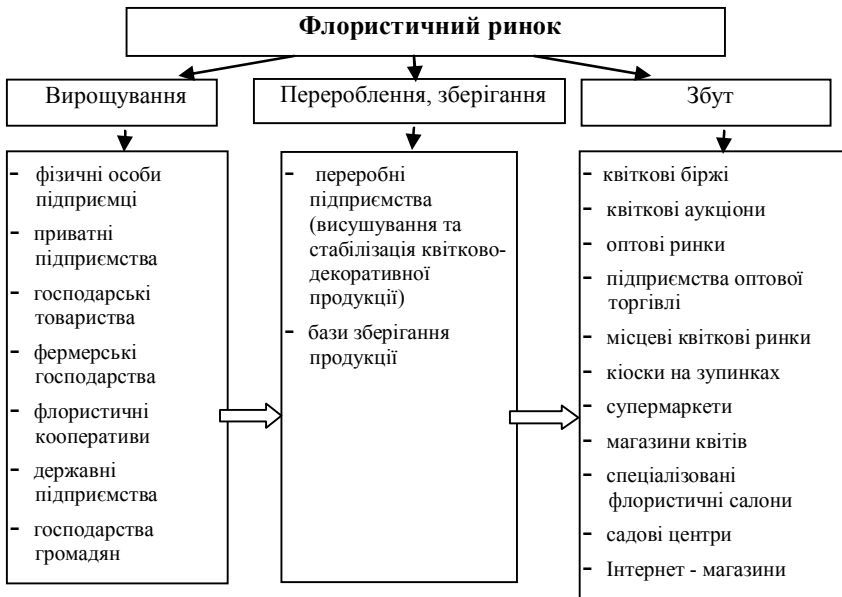 Флористичний ринок
Вирощування
Перероблення, зберігання
Збут
- фізичні особи
підприємці
- приватні
підприємства
- господарські
товариства
- фермерські
господарства
- флористичні
кооперативи
- державні
підприємства
- господарства
громадян
- переробні
підприємства
(висушування та
стабілізація квітково-
декоративної
продукції)
- бази зберігання
продукції
- квіткові біржі
- квіткові аукціони
- оптові ринки
- підприємства оптової
торгівлі
- місцеві квіткові ринки
- кіоски на зупинках
- супермаркети
- магазини квітів
- спеціалізовані
флористичні салони
- садові центри
- Інтернет - магазини